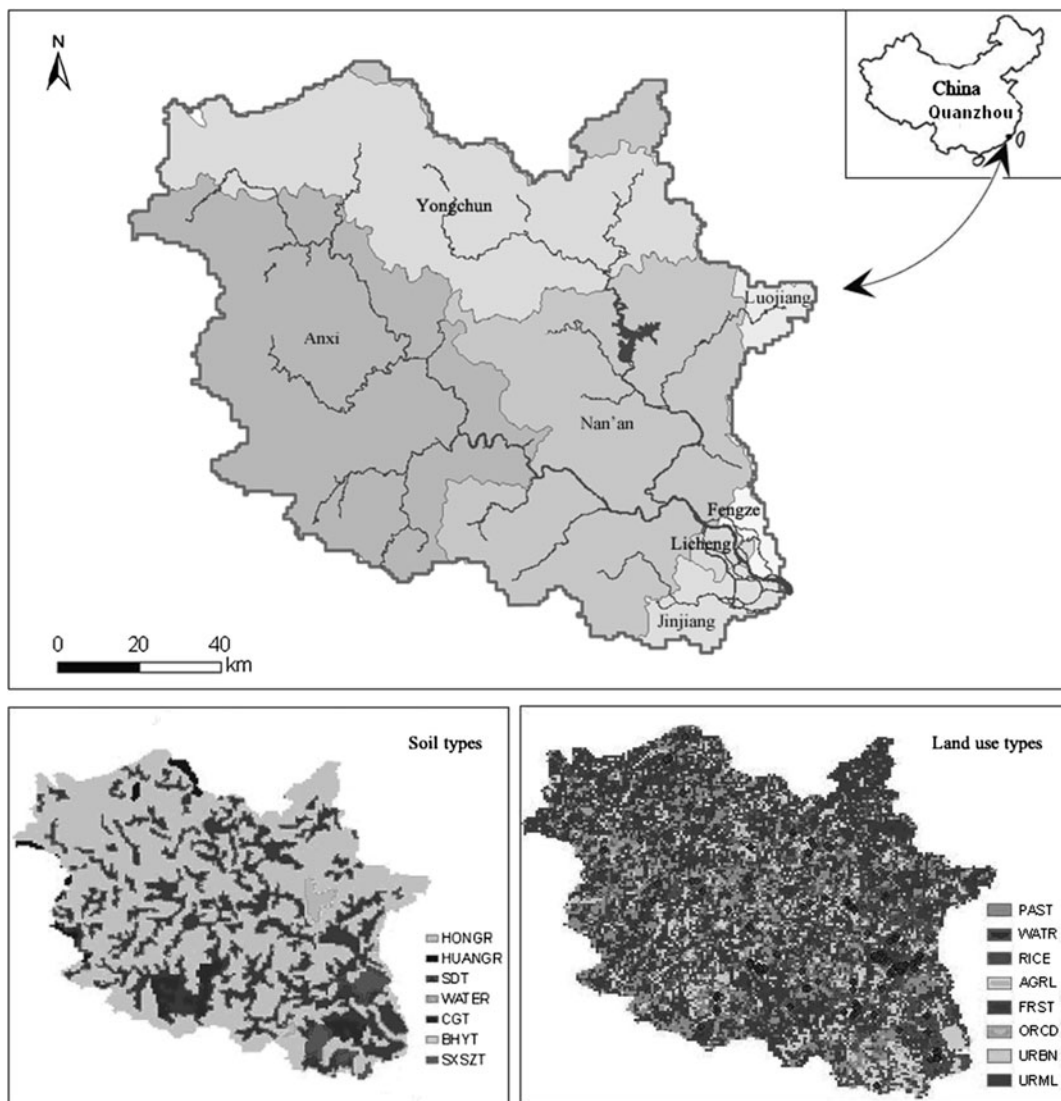 N
China
Quanzhou
Yongchun
Luojiang
Anxi
Nan'an
Fengze
Licheng
Jinjiang
0 20 40
km
Soil types
HONGR
HUANGR
SDT
WATER
CGT
BHYT
SXSZT
Land use types
PAST
WATR
RICE
AGRL
FRST
ORCD
URBN
URML